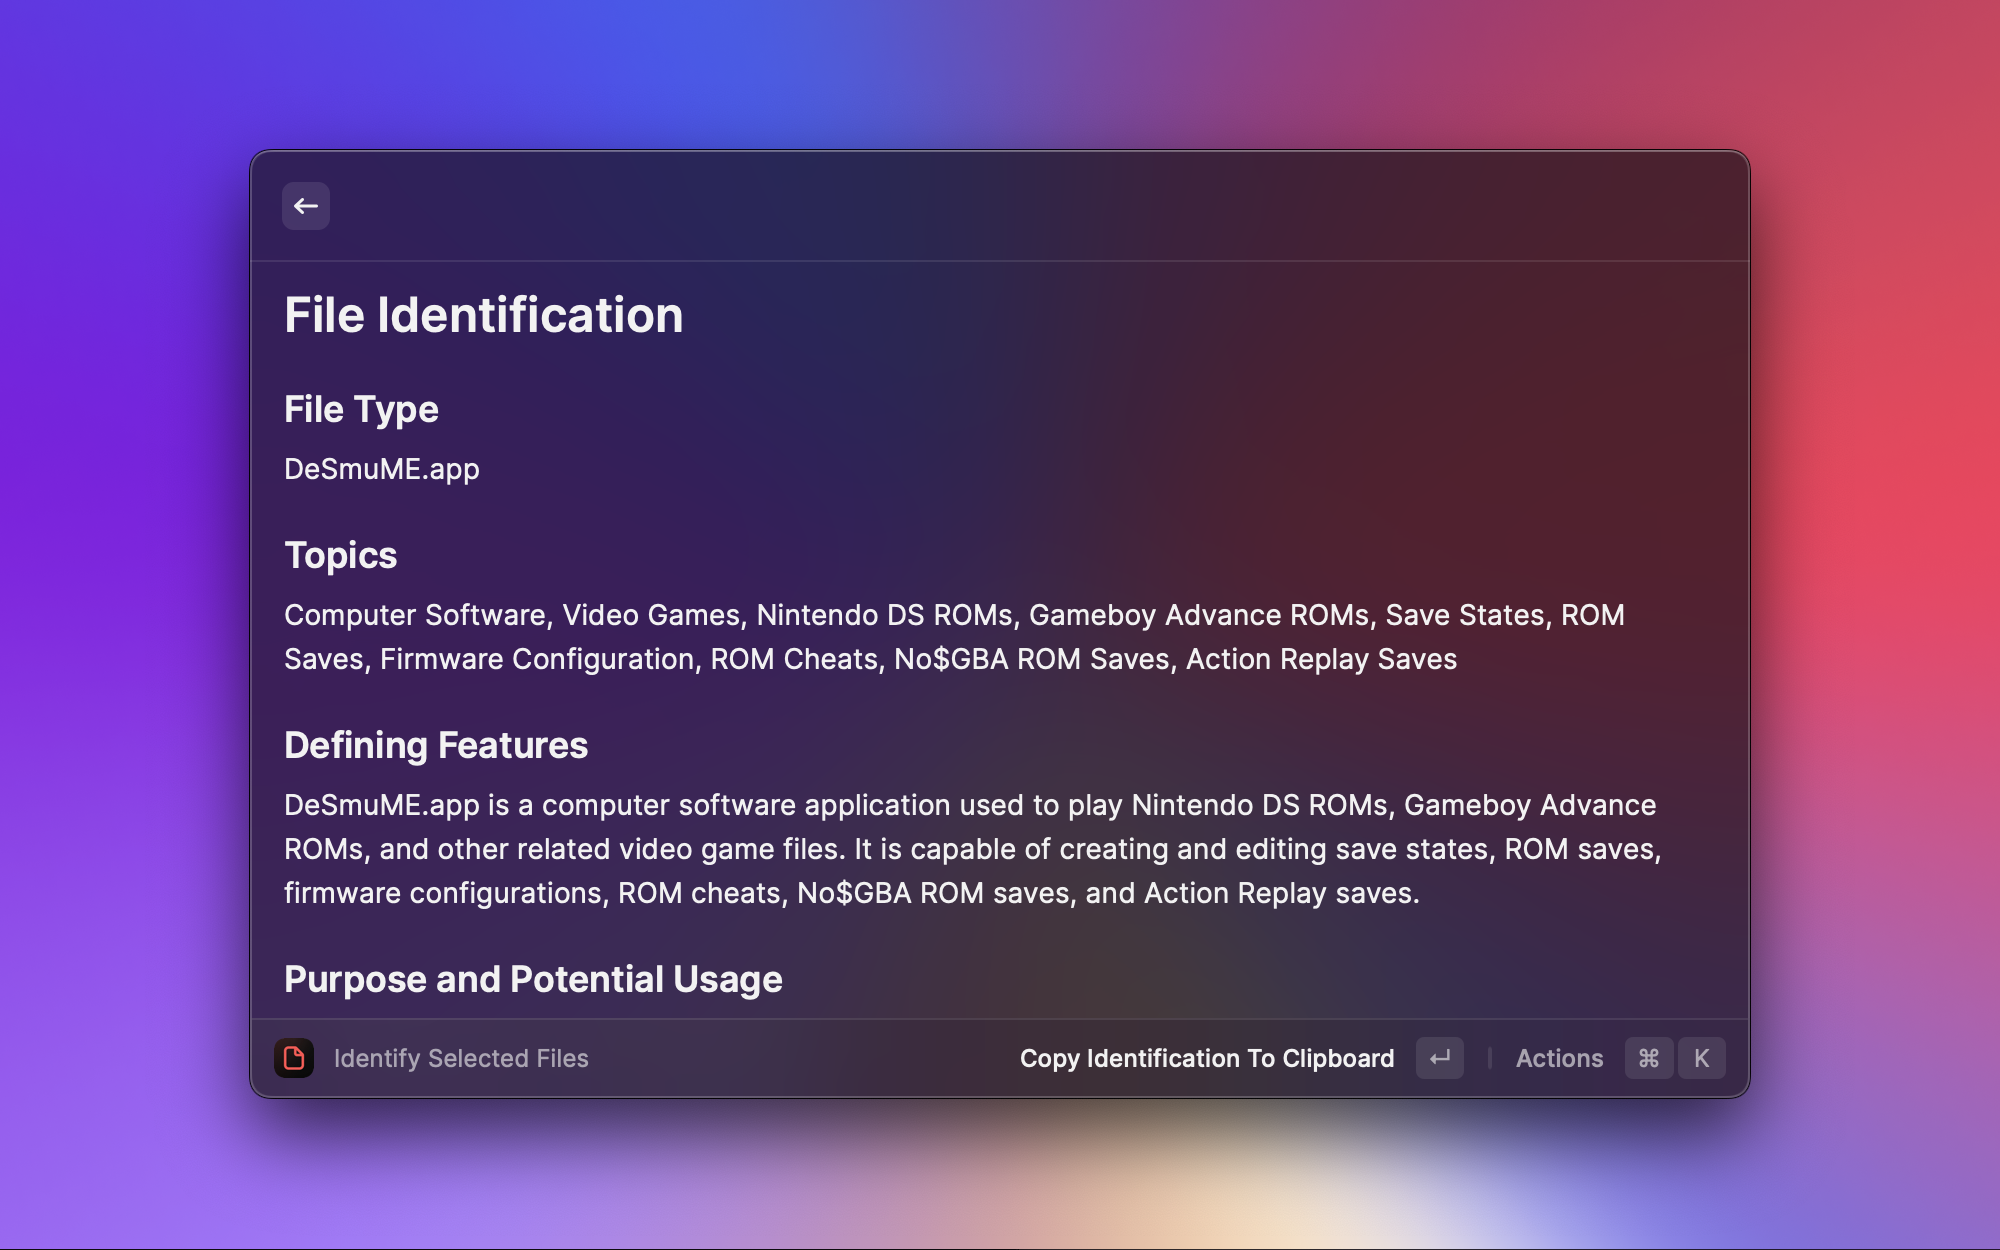 File Identification
File Type
DeSmuME.app
Topics
Computer Software, Video Games, Nintendo DS ROMs, Gameboy Advance ROMs, Save States, ROM
Saves, Firmware Configuration, ROM Cheats, No$GBA ROM Saves, Action Replay Saves
Defining Features
DeSmuME.app is a computer software application used to play Nintendo DS ROMs, Gameboy Advance
ROMs, and other related video game files. It is capable of creating and editing save states, ROM saves,
firmware configurations, ROM cheats, No$GBA ROM saves, and Action Replay saves.
Purpose and Potential Usage
Identify Selected Files Copy Identification To Clipboard ↵ Actions ⌘ K